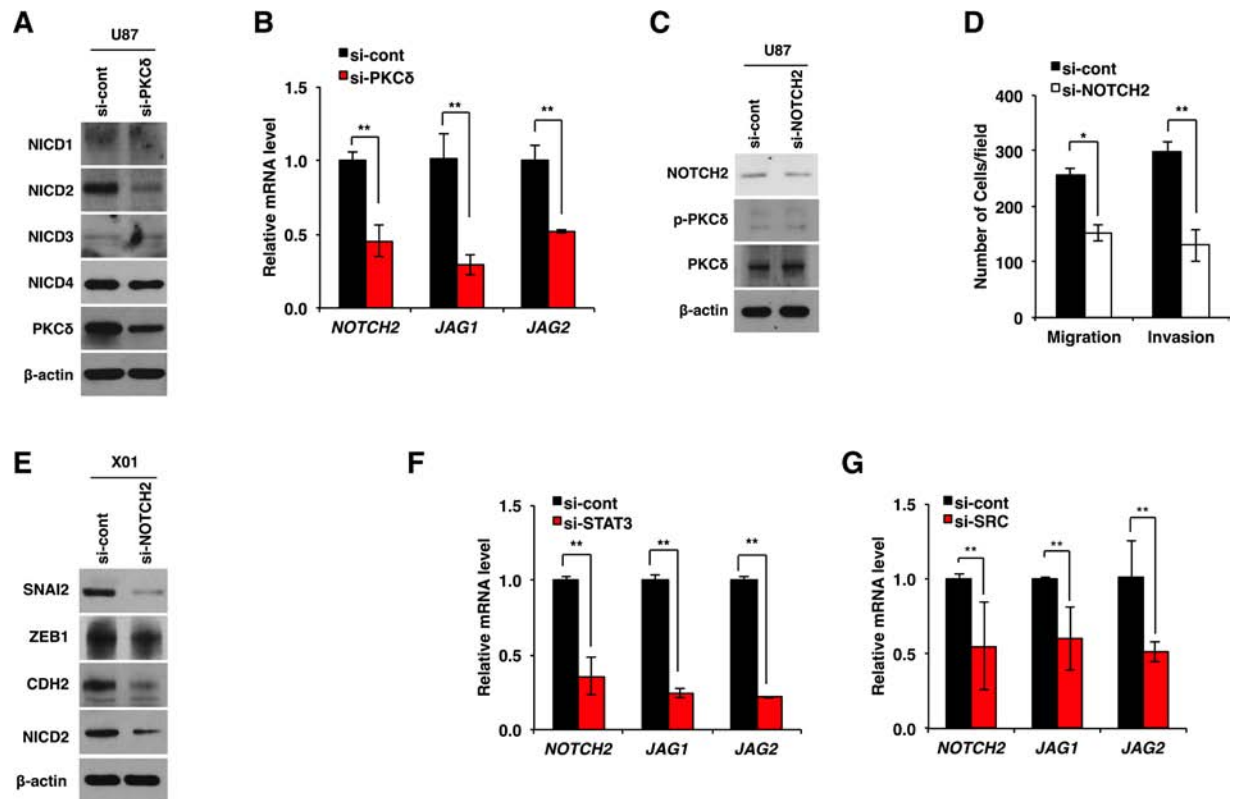 A
U87
si-cont
si-PKCδ
NICD1
NICD2
NICD3
NICD4
PKCδ
β-actin
B
si-cont
si-PKCδ
Relative mRNA level
1.5
1.0
0.5
0.0
**
**
**
NOTCH2
JAG1
JAG2
C
U87
si-cont
si-NOTCH2
NOTCH2
p-PKCδ
PKCδ
β-actin
D
si-cont
si-NOTCH2
Number of Cells/field
400
300
200
100
0
*
**
Migration
Invasion
E
X01
si-cont
si-NOTCH2
SNAI2
ZEB1
CDH2
NICD2
β-actin
F
si-cont
si-STAT3
Relative mRNA level
1.5
1.0
0.5
0.0
**
**
**
NOTCH2
JAG1
JAG2
G
si-cont
si-SRC
Relative mRNA level
1.5
1.0
0.5
0.0
**
**
**
NOTCH2
JAG1
JAG2